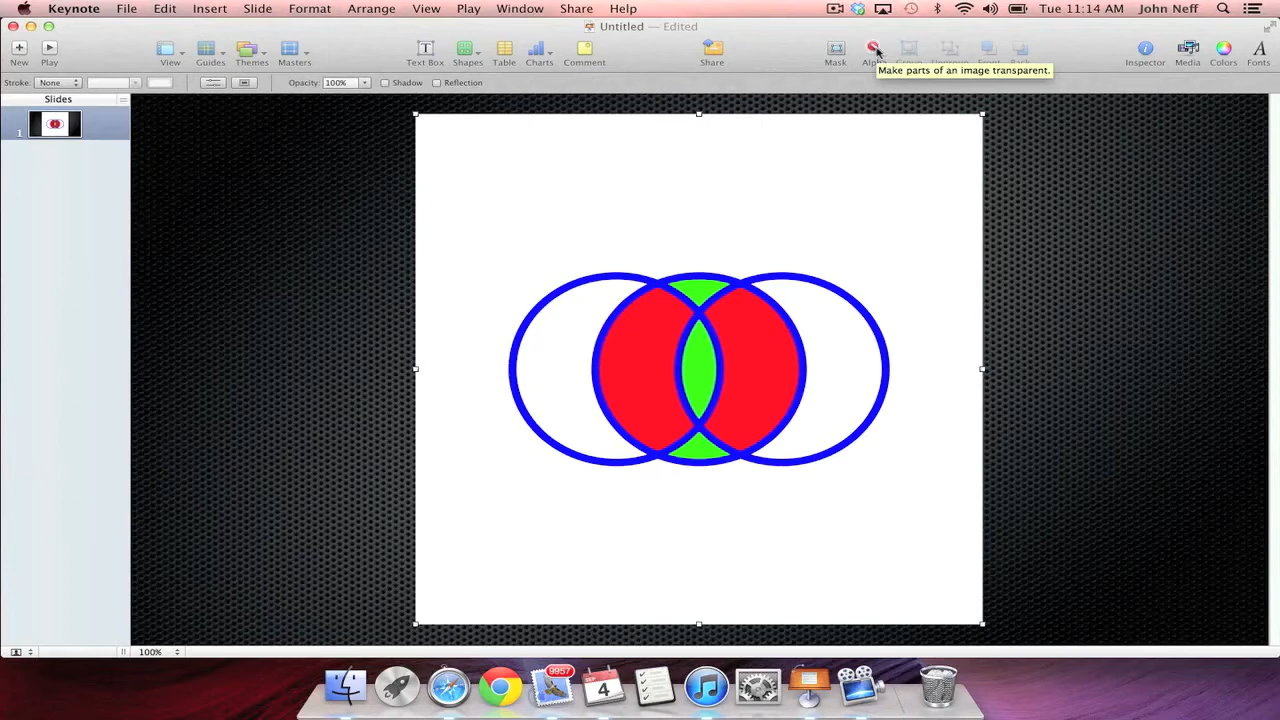 Keynote File Edit Insert Slide Format Arrange View Play Window Share Help Tue 11:14 AM John Neff
Untitled — Edited
New Play View Guides Themes Masters Text Box Shapes Table Charts Comment Share Mask Inspector Media Colors Fonts
Make parts of an image transparent.
Stroke: None Opacity: 100% Shadow Reflection
Slides
1
100%
9957
SEP
4